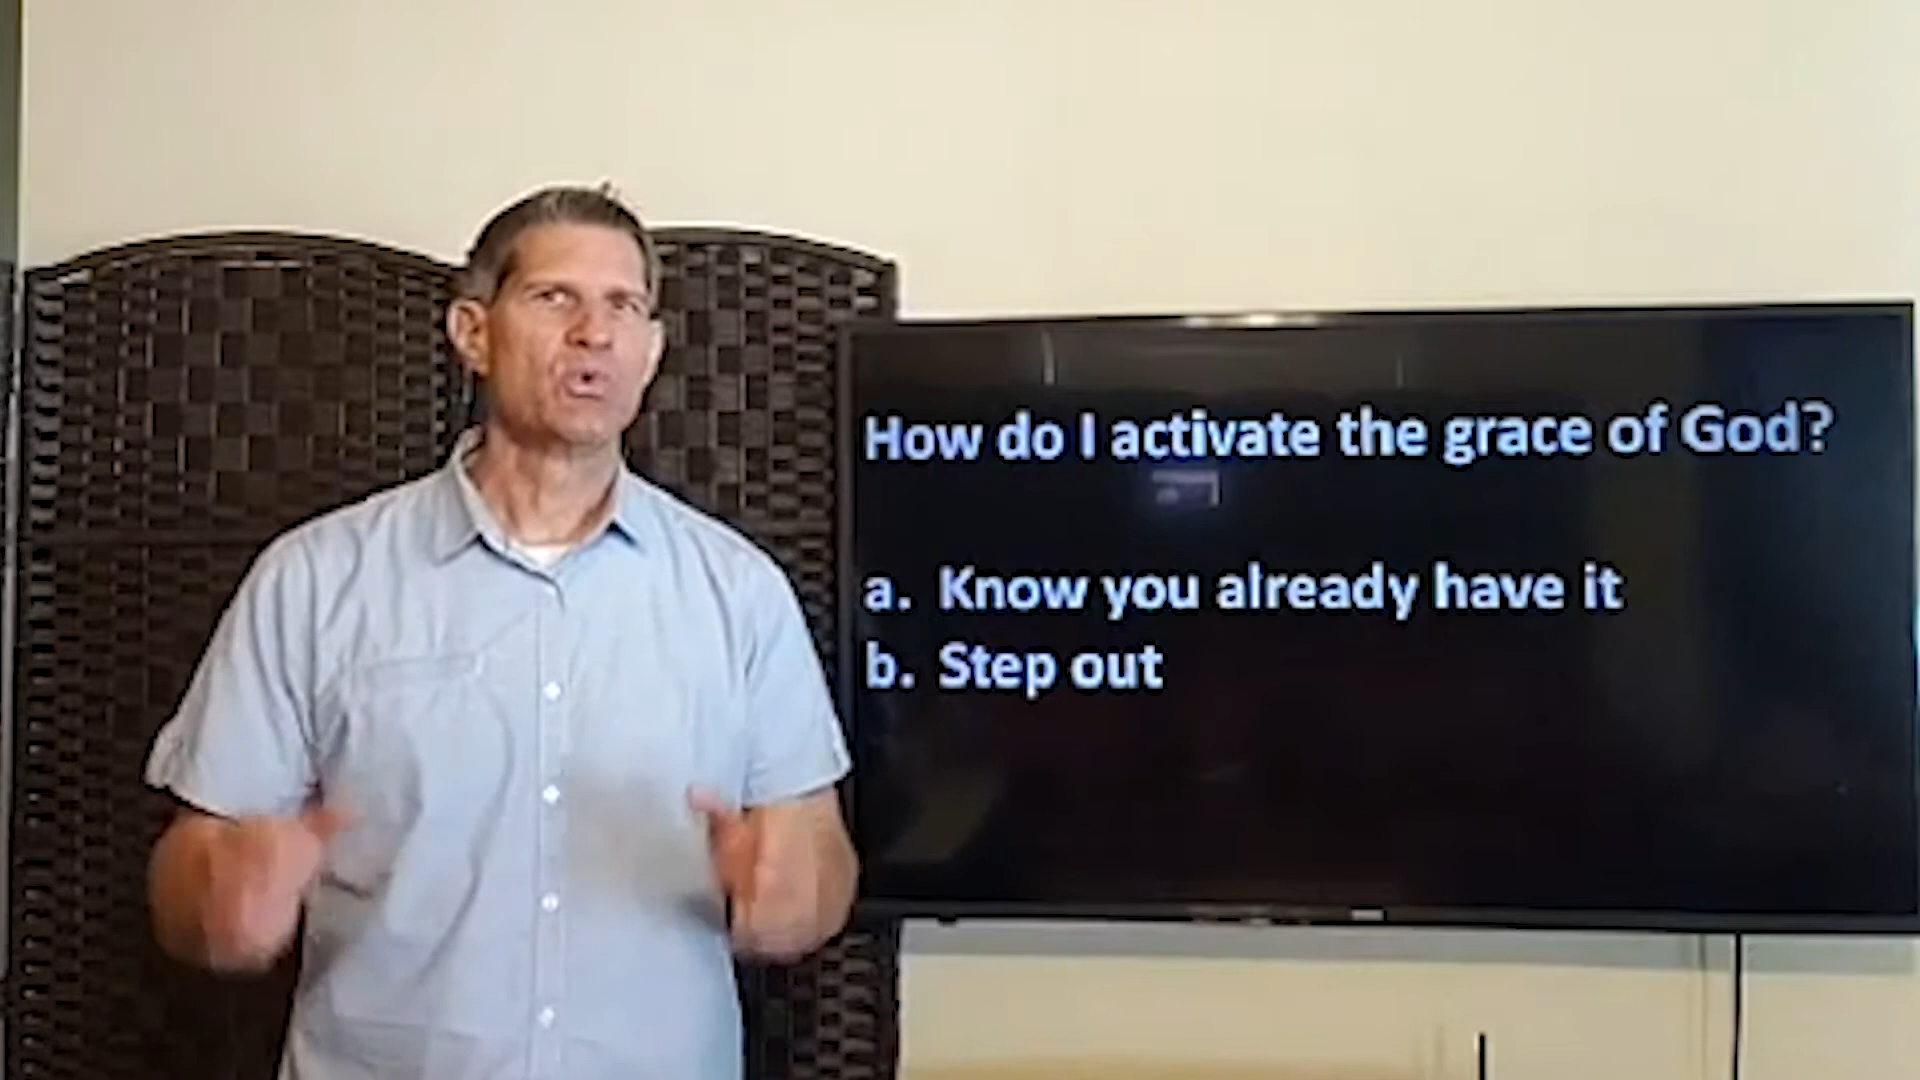 How do I activate the grace of God?
a. Know you already have it
b. Step out